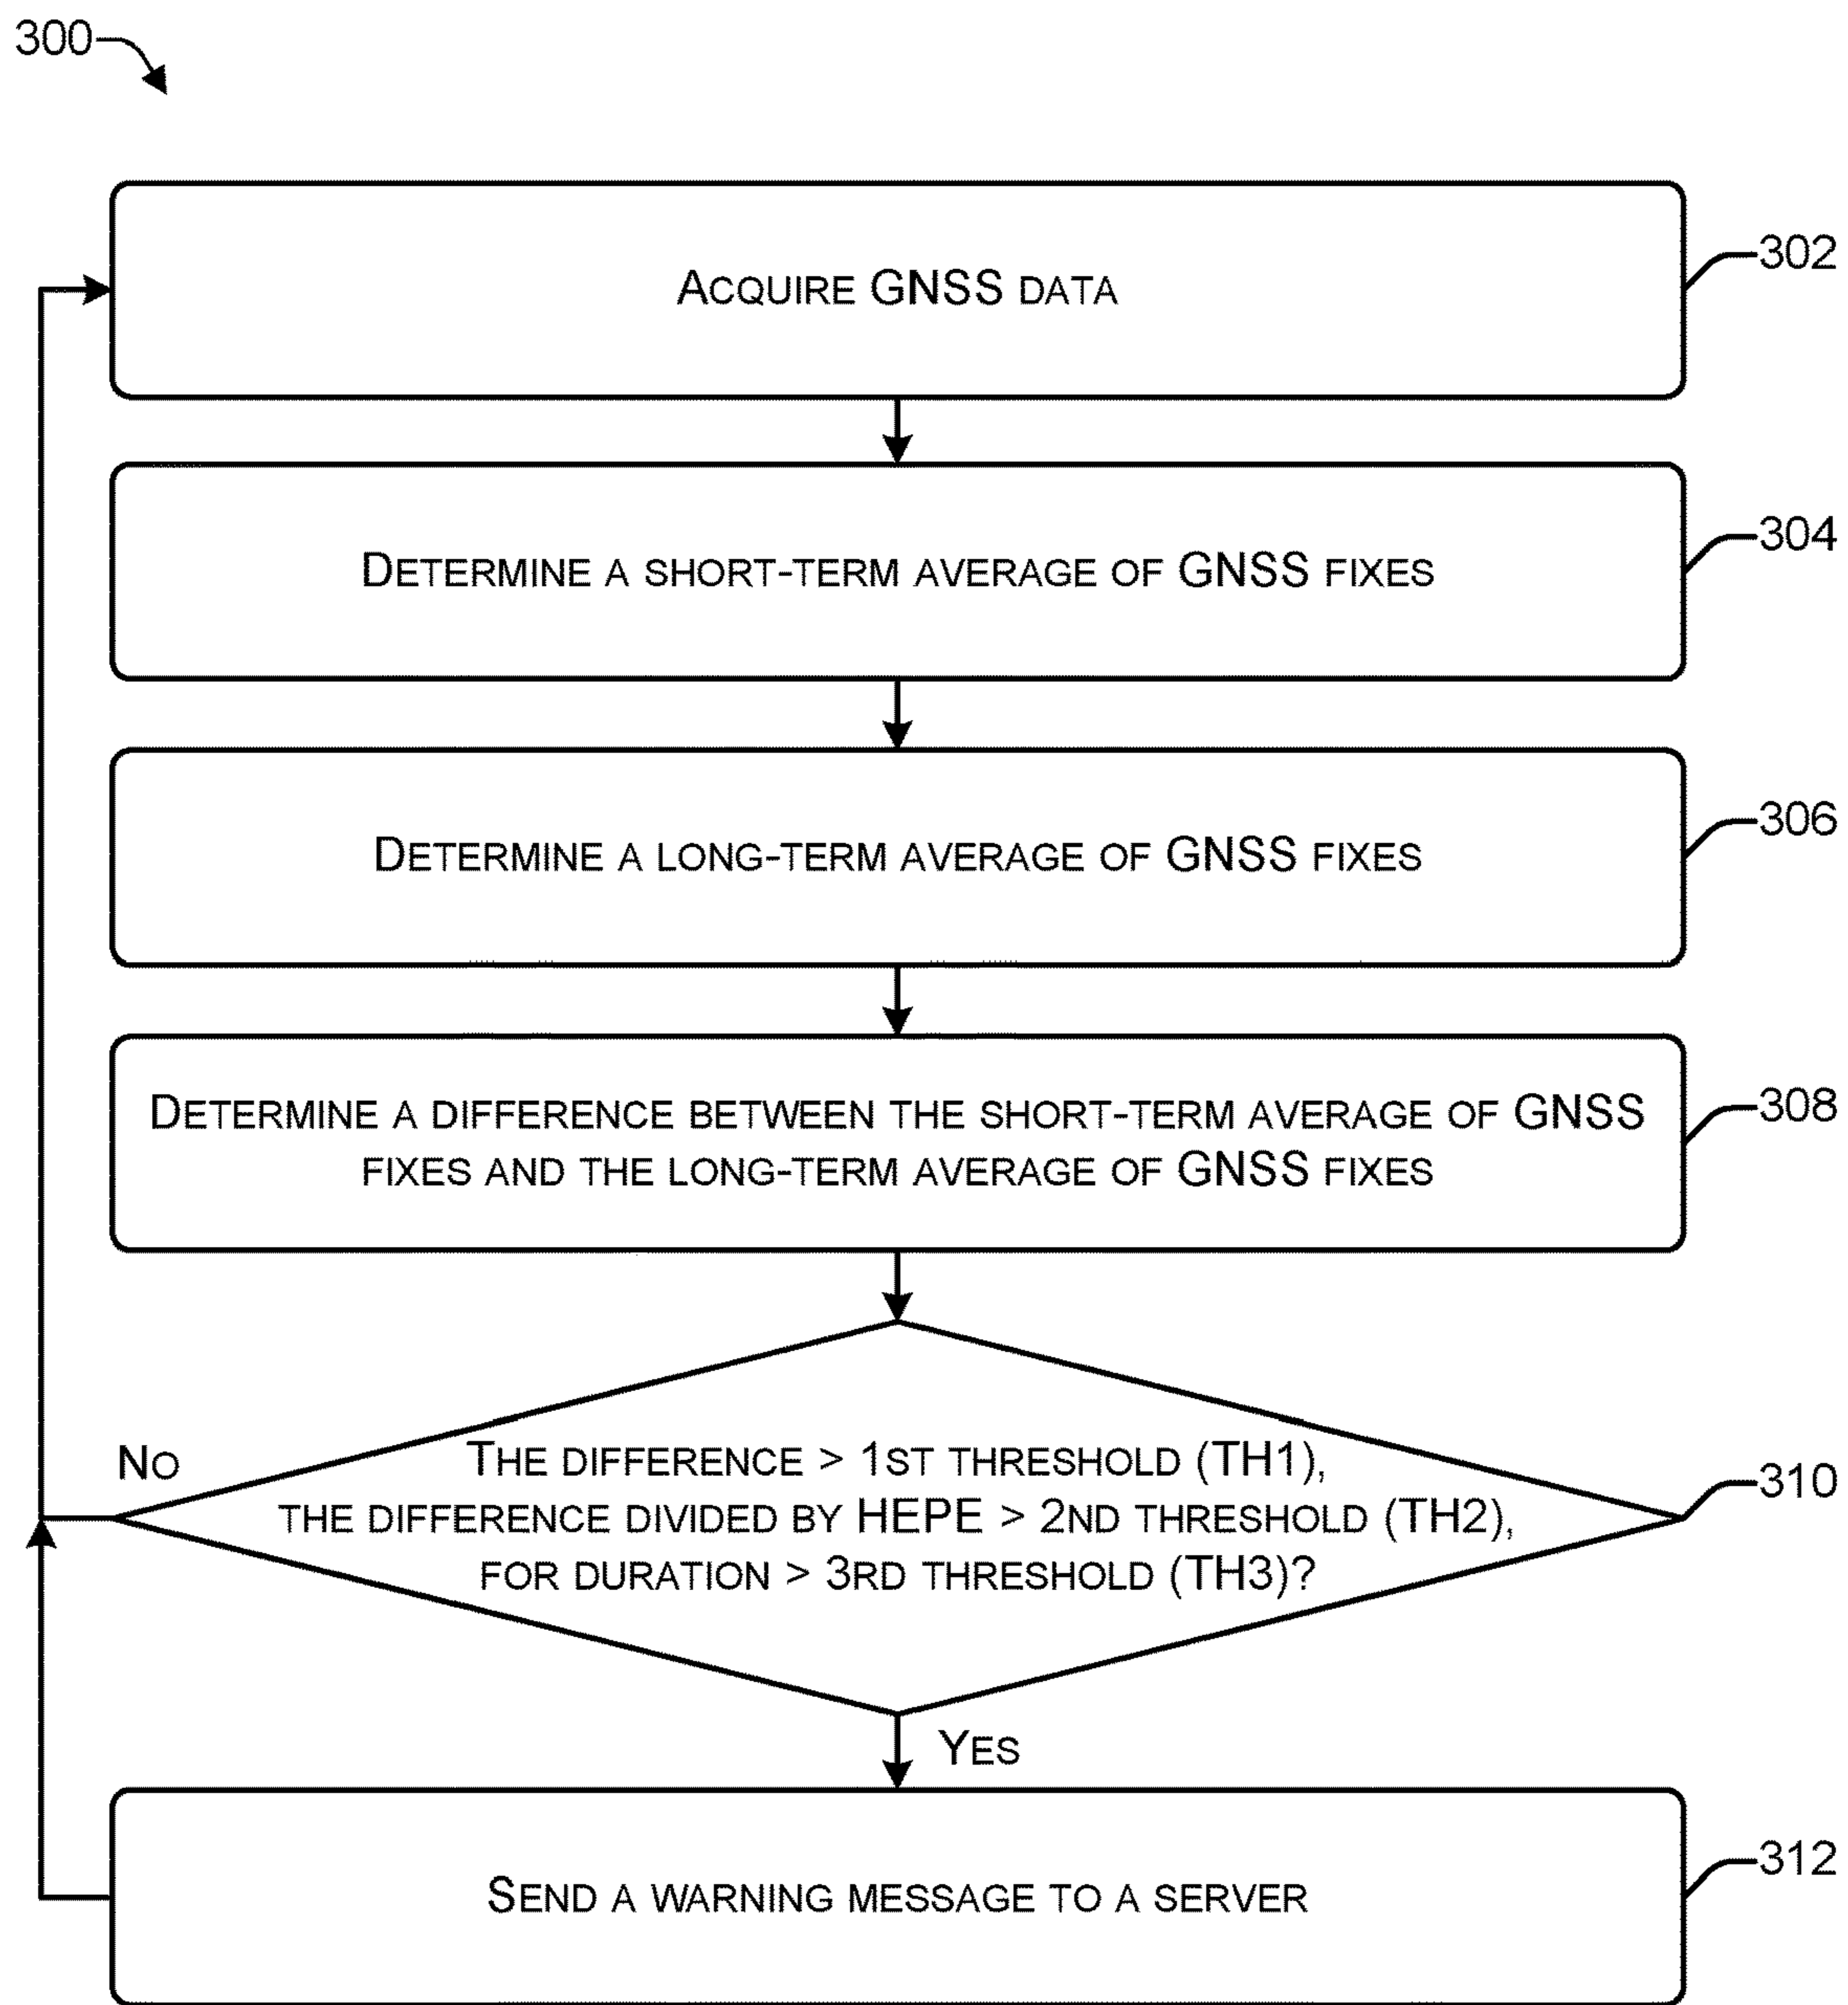 300
ACQUIRE GNSS DATA
302
DETERMINE A SHORT-TERM AVERAGE OF GNSS FIXES
304
DETERMINE A LONG-TERM AVERAGE OF GNSS FIXES
306
DETERMINE A DIFFERENCE BETWEEN THE SHORT-TERM AVERAGE OF GNSS
FIXES AND THE LONG-TERM AVERAGE OF GNSS FIXES
308
NO
THE DIFFERENCE > 1ST THRESHOLD (TH1),
THE DIFFERENCE DIVIDED BY HEPE > 2ND THRESHOLD (TH2),
FOR DURATION > 3RD THRESHOLD (TH3)?
310
YES
SEND A WARNING MESSAGE TO A SERVER
312